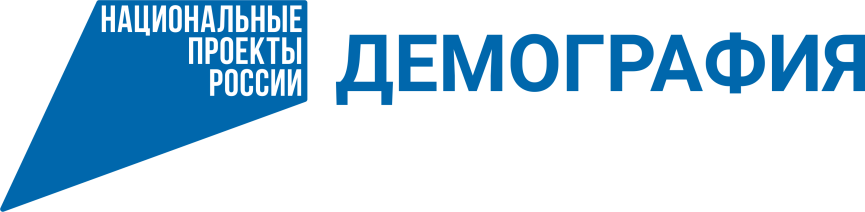 НАЦИОНАЛЬНЫЕ
ПРОЕКТЫ
РОССИИ
ДЕМОГРАФИЯ